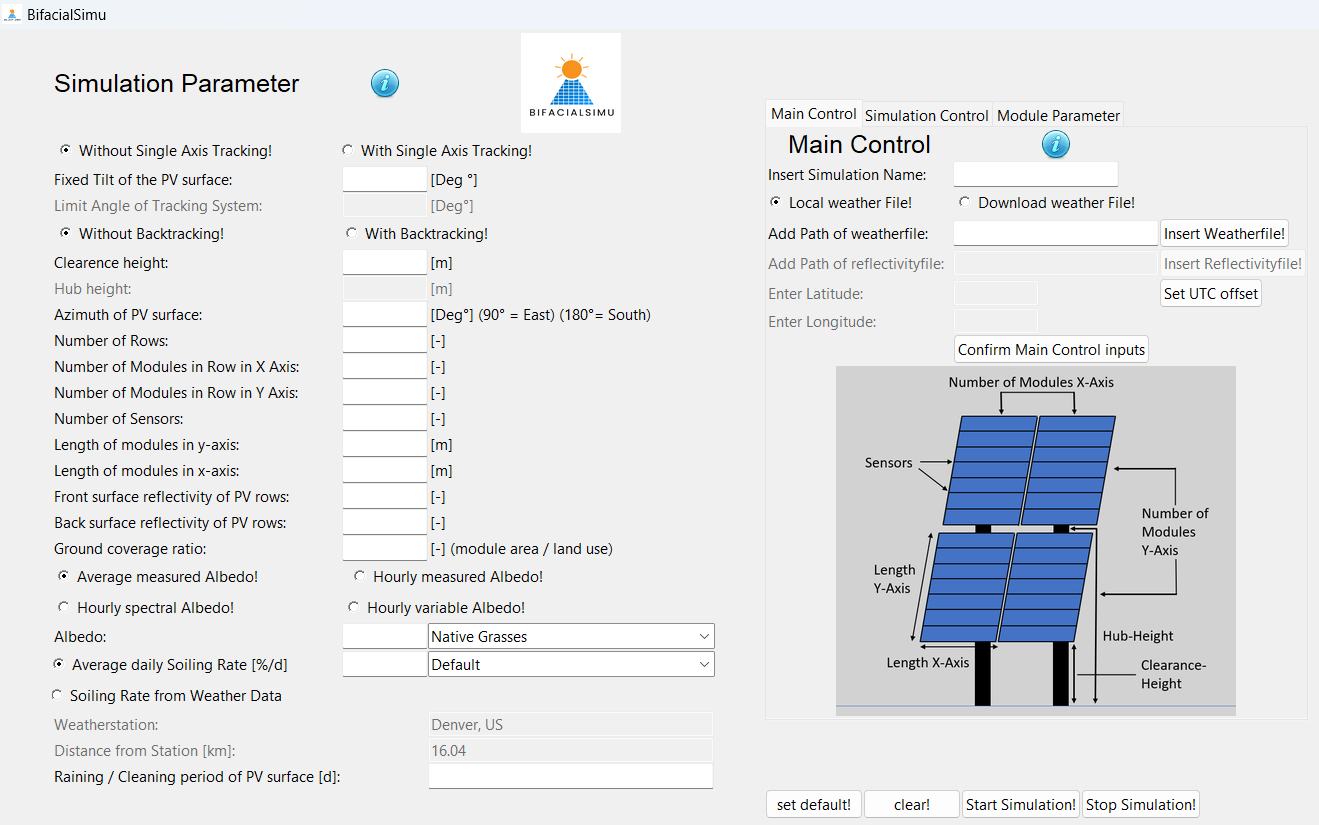 BifacialSimu
Simulation Parameter
BIFACIALSIMU
Without Single Axis Tracking!
With Single Axis Tracking!
Fixed Tilt of the PV surface:
[Deg °]
Limit Angle of Tracking System:
[Deg°]
Without Backtracking!
With Backtracking!
Clearence height:
[m]
Hub height:
[m]
Azimuth of PV surface:
[Deg°] (90° = East) (180°= South)
Number of Rows:
[-]
Number of Modules in Row in X Axis:
[-]
Number of Modules in Row in Y Axis:
[-]
Number of Sensors:
[-]
Length of modules in y-axis:
[m]
Length of modules in x-axis:
[m]
Front surface reflectivity of PV rows:
[-]
Back surface reflectivity of PV rows:
[-]
Ground coverage ratio:
[-] (module area / land use)
Average measured Albedo!
Hourly measured Albedo!
Hourly spectral Albedo!
Hourly variable Albedo!
Albedo:
Native Grasses
Average daily Soiling Rate [%/d]
Default
Soiling Rate from Weather Data
Weatherstation:
Denver, US
Distance from Station [km]:
16.04
Raining / Cleaning period of PV surface [d]:
Main Control
Simulation Control
Module Parameter
Main Control
Insert Simulation Name:
Local weather File!
Download weather File!
Add Path of weatherfile:
Insert Weatherfile!
Add Path of reflectivityfile:
Insert Reflectivityfile!
Enter Latitude:
Set UTC offset
Enter Longitude:
Confirm Main Control inputs
Number of Modules X-Axis
Sensors
Number of
Modules
Y-Axis
Length
Y-Axis
Hub-Height
Length X-Axis
Clearance-
Height
set default!
clear!
Start Simulation!
Stop Simulation!